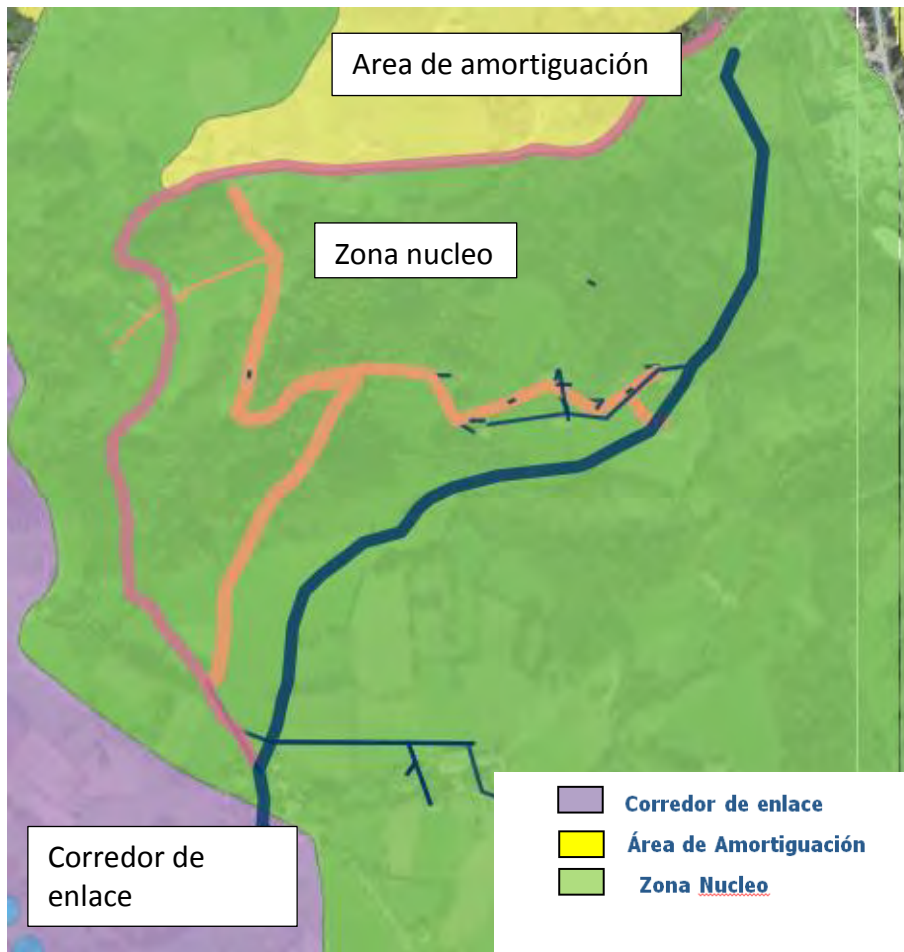 Area de amortiguación
Zona nucleo
Corredor de
enlace
Corredor de enlace
Área de Amortiguación
Zona Nucleo